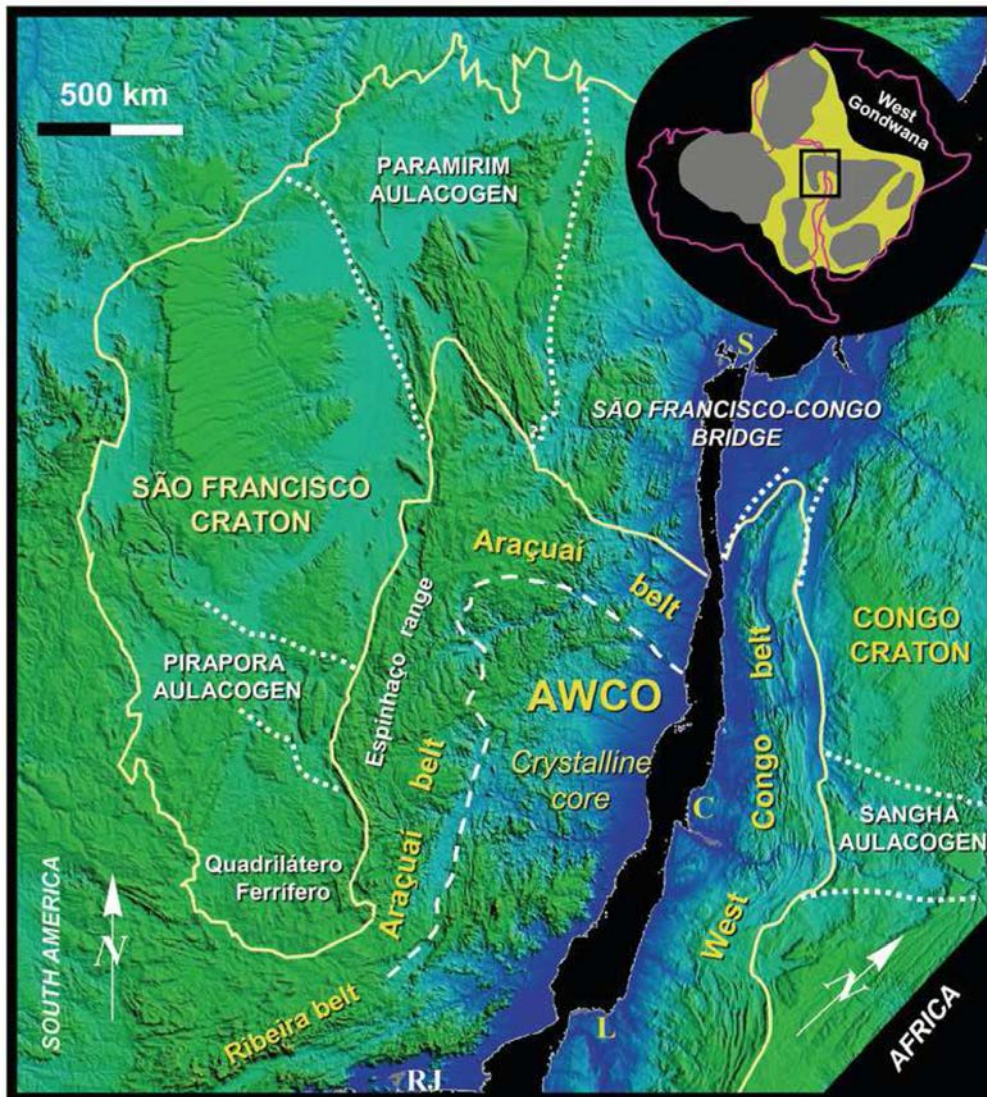 500 km
West
Gondwana
PARAMIRIM
AULACOGEN
S
SÃO FRANCISCO-CONGO
BRIDGE
SÃO FRANCISCO
CRATON
Araçuaí
belt
Espinhaço range
CONGO
CRATON
PIRAPORA
AULACOGEN
AWCO
Crystalline
core
Araçuaí belt
West Congo belt
C
SANGHA
AULACOGEN
Quadrilátero
Ferrífero
SOUTH AMERICA
N
N
AFRICA
Ribeira belt
L
RJ